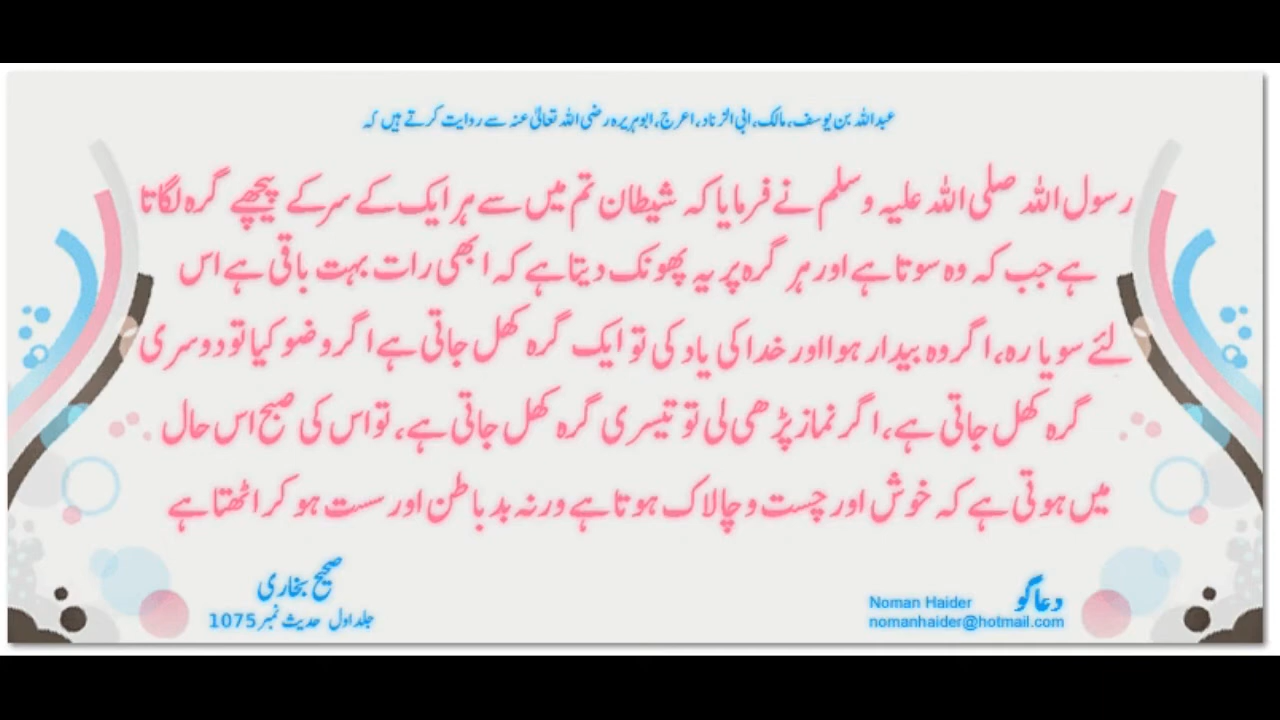 عبداللہ بن یوسف، مالک، ابی الزناد، اعرج، ابوہریرہ رضی اللہ تعالیٰ عنہ سے روایت کرتے ہیں کہ
رسول اللہ صلی اللہ علیہ وسلم نے فرمایا کہ شیطان تم میں سے ہر ایک کے سر کے پیچھے گرہ لگاتا
ہے جب کہ وہ سوتا ہے اور ہر گرہ پر یہ پھونک دیتا ہے کہ ابھی رات بہت باقی ہے اس
لئے سویا رہ، اگر وہ بیدار ہوا اور خدا کی یاد کی تو ایک گرہ کھل جاتی ہے اگر وضو کیا تو دوسری
گرہ کھل جاتی ہے، اگر نماز پڑھی لی تو تیسری گرہ کھل جاتی ہے، تو اس کی صبح اس حال
میں ہوتی ہے کہ خوش اور چست و چالاک ہوتا ہے ورنہ بد باطن اور سست ہو کر اٹھتا ہے
صحیح بخاری
جلد اول حدیث نمبر 1075
دعا گو
Noman Haider
nomanhaider@hotmail.com